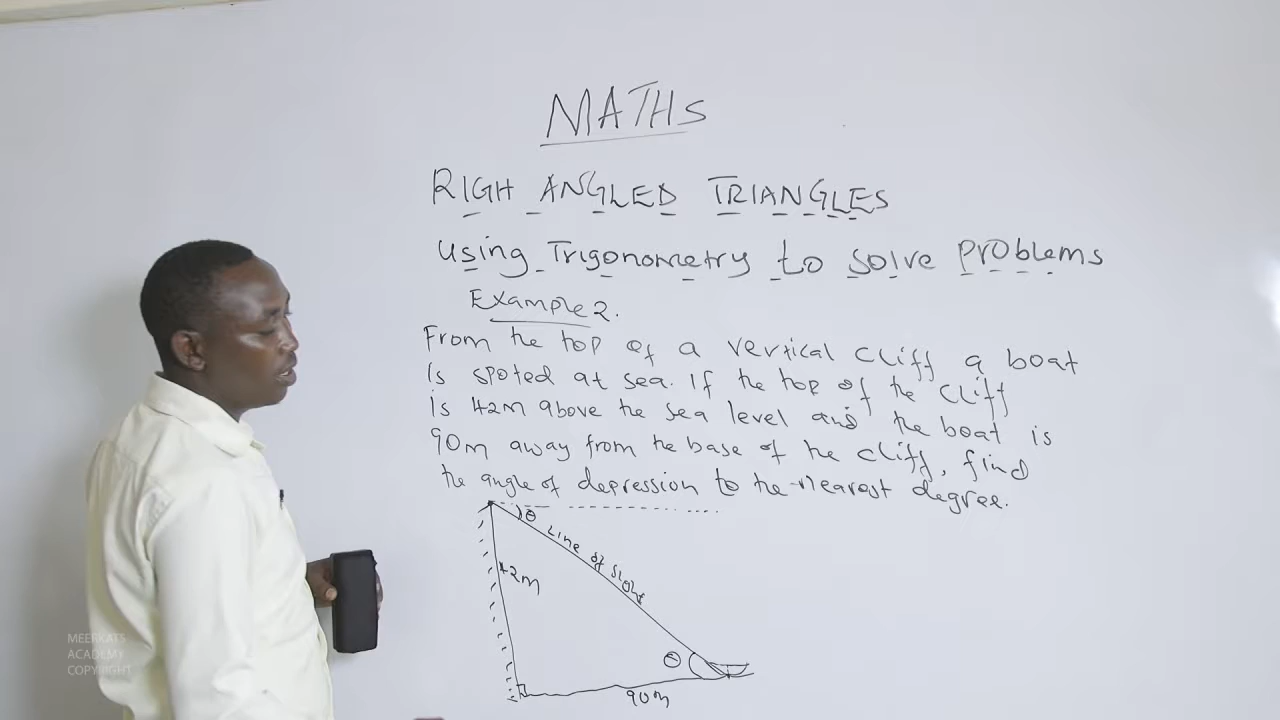 MATHS
RIGH ANGLED TRIANGLES
Using Trigonometry to solve problems
Example 2.
From the top of a vertical cliff a boat
is spoted at sea. If the top of the cliff
is 42m above the sea level and the boat is
90m away from the base of the cliff, find
the angle of depression to the nearest degree.
θ Line of sight
42m
θ
90m
MEERKATS
ACADEMY
COPYRIGHT